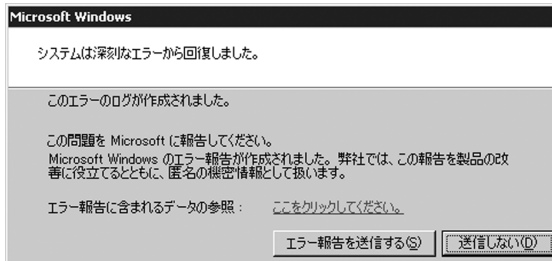 Microsoft Windows
システムは深刻なエラーから回復しました。
このエラーのログが作成されました。
この問題を Microsoft に報告してください。
Microsoft Windows のエラー報告が作成されました。弊社では、この報告を製品の改
善に役立てるとともに、匿名の機密情報として扱います。
エラー報告に含まれるデータの参照： ここをクリックしてください。
エラー報告を送信する(S) 送信しない(D)